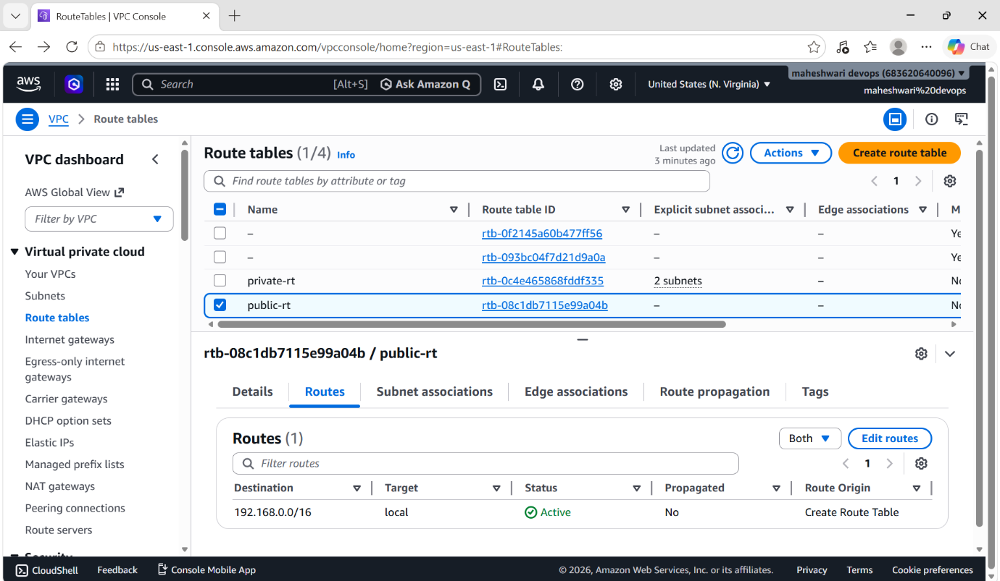 RouteTables | VPC Console
https://us-east-1.console.aws.amazon.com/vpcconsole/home?region=us-east-1#RouteTables:
Chat
aws
Search
[Alt+S]
Ask Amazon Q
United States (N. Virginia)
maheshwari devops (683620640096)
maheshwari%20devops
VPC
Route tables
VPC dashboard
AWS Global View
Filter by VPC
Virtual private cloud
Your VPCs
Subnets
Route tables
Internet gateways
Egress-only internet
gateways
Carrier gateways
DHCP option sets
Elastic IPs
Managed prefix lists
NAT gateways
Peering connections
Route servers
Security
Route tables (1/4) Info
Last updated
3 minutes ago
Actions
Create route table
Find route tables by attribute or tag
1
Name Route table ID Explicit subnet associ... Edge associations M
– rtb-0f2145a60b477ff56 – – Ye
– rtb-093bc04f7d21d9a0a – – Ye
private-rt rtb-0c4e465868fddf335 2 subnets – No
public-rt rtb-08c1db7115e99a04b – – No
rtb-08c1db7115e99a04b / public-rt
Details Routes Subnet associations Edge associations Route propagation Tags
Routes (1)
Both
Edit routes
Filter routes
1
Destination Target Status Propagated Route Origin
192.168.0.0/16 local Active No Create Route Table
CloudShell Feedback Console Mobile App © 2026, Amazon Web Services, Inc. or its affiliates. Privacy Terms Cookie preferences